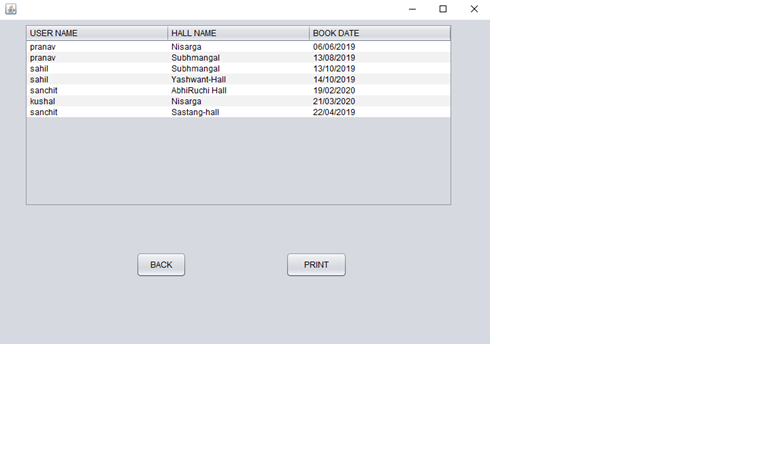 USER NAME HALL NAME BOOK DATE
pranav Nisarga 06/06/2019
pranav Subhmangal 13/08/2019
sahil Subhmangal 13/10/2019
sahil Yashwant-Hall 14/10/2019
sanchit AbhiRuchi Hall 19/02/2020
kushal Nisarga 21/03/2020
sanchit Sastang-hall 22/04/2019
BACK PRINT